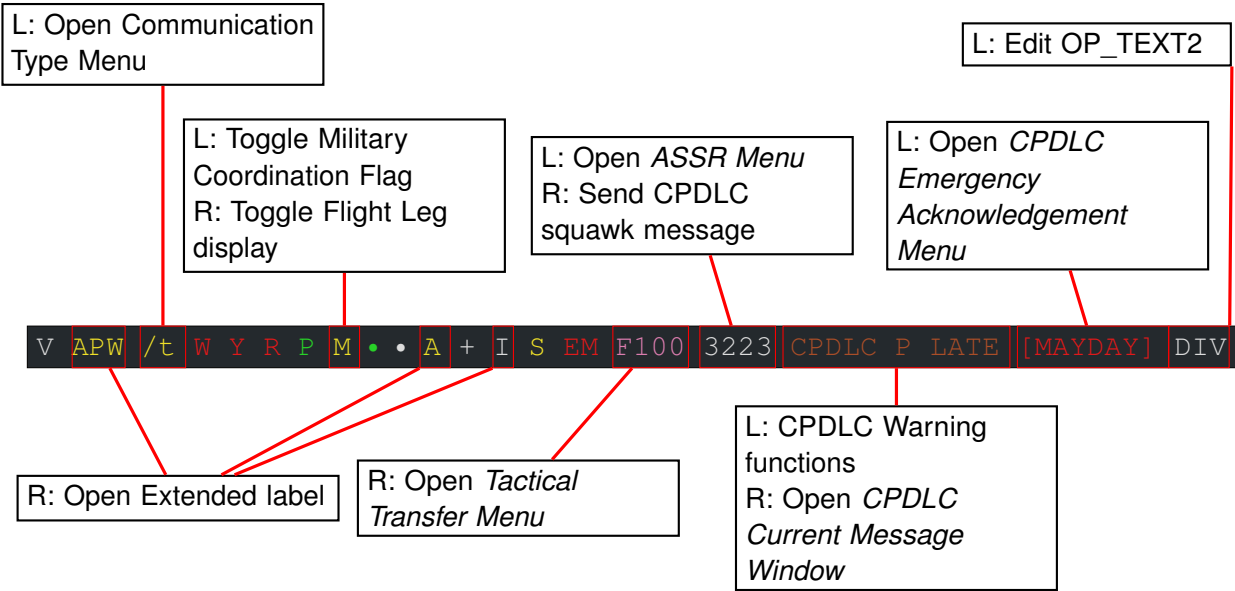 L: Open Communication
Type Menu
L: Edit OP_TEXT2
L: Toggle Military
Coordination Flag
R: Toggle Flight Leg
display
L: Open ASSR Menu
R: Send CPDLC
squawk message
L: Open CPDLC
Emergency
Acknowledgement
Menu
V APW /t W Y R P M • • A + I S EM F100 3223 CPDLC P LATE [MAYDAY] DIV
R: Open Extended label
R: Open Tactical
Transfer Menu
L: CPDLC Warning
functions
R: Open CPDLC
Current Message
Window